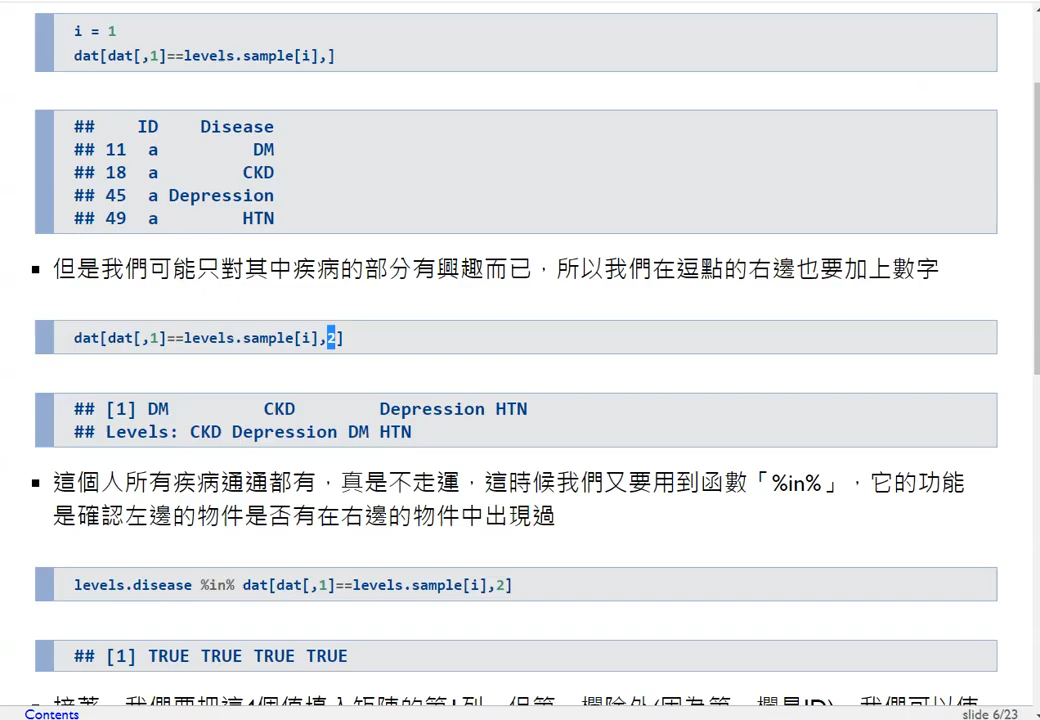 i = 1
dat[dat[,1]==levels.sample[i],]
##    ID    Disease
## 11  a         DM
## 18  a        CKD
## 45  a Depression
## 49  a        HTN
▪ 但是我們可能只對其中疾病的部分有興趣而已，所以我們在逗點的右邊也要加上數字
dat[dat[,1]==levels.sample[i],2]
## [1] DM         CKD        Depression HTN
## Levels: CKD Depression DM HTN
▪ 這個人所有疾病通通都有，真是不走運，這時候我們又要用到函數「%in%」，它的功能
是確認左邊的物件是否有在右邊的物件中出現過
levels.disease %in% dat[dat[,1]==levels.sample[i],2]
## [1] TRUE TRUE TRUE TRUE
Contents
slide 6/23